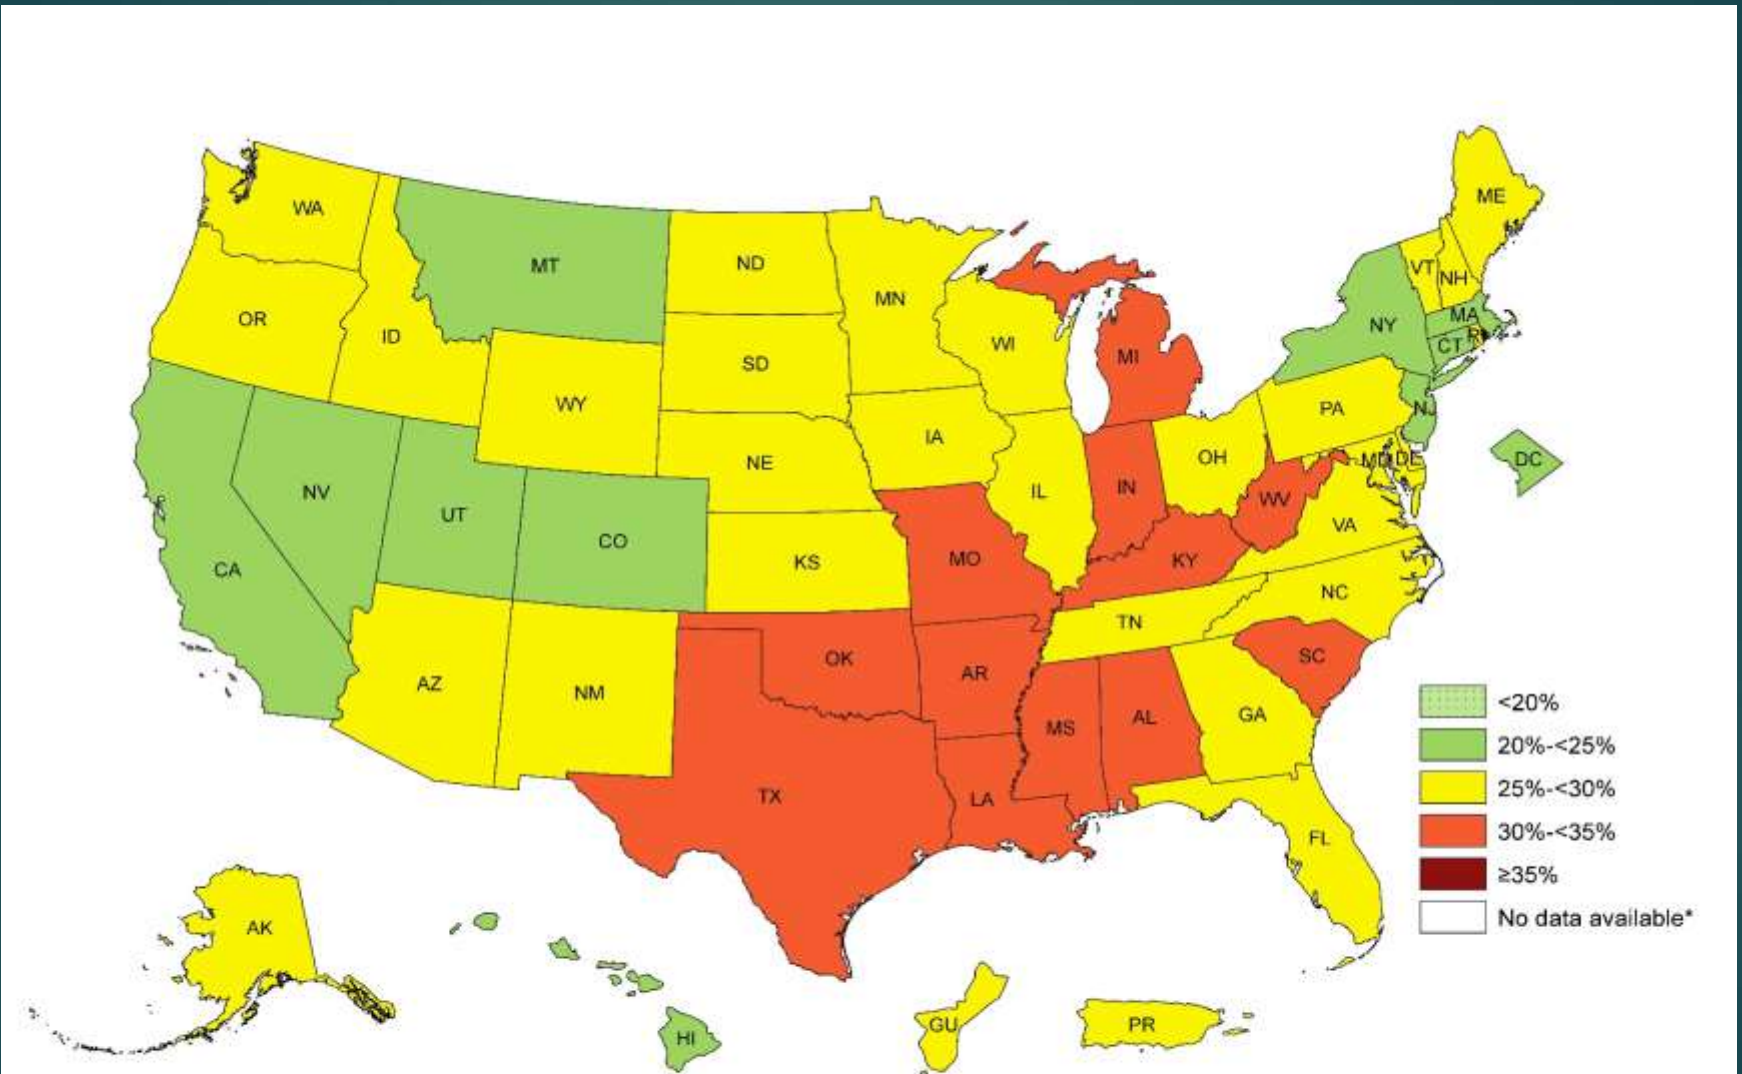 WA
MT
ND
MN
ME
VT
NH
OR
ID
SD
WI
MI
NY
MA
CT
WY
IA
NE
PA
NJ
IL
IN
OH
MD
DE
DC
NV
UT
CO
CA
KS
MO
WV
VA
KY
NC
TN
OK
AR
SC
AZ
NM
MS
AL
GA
TX
LA
FL
<20%
20%-<25%
25%-<30%
30%-<35%
≥35%
No data available*
AK
HI
GU
PR